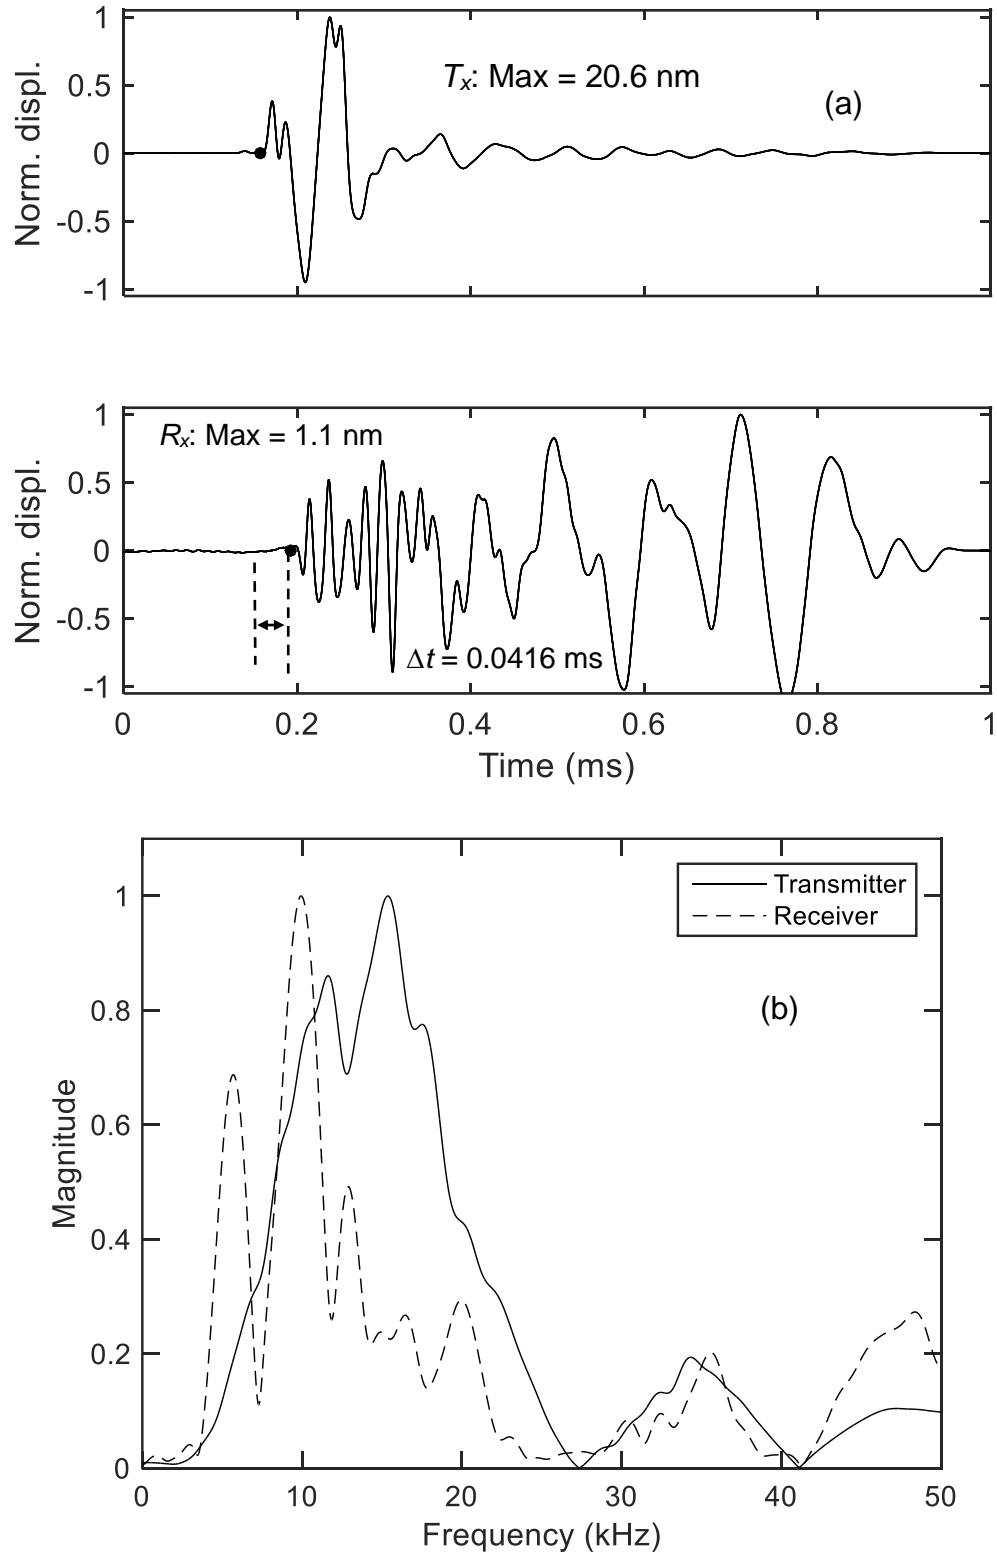 1
0.5
0
-0.5
-1
Norm. displ.
Tx: Max = 20.6 nm
(a)
1
0.5
0
-0.5
-1
Norm. displ.
Rx: Max = 1.1 nm
Δt = 0.0416 ms
0 0.2 0.4 0.6 0.8 1
Time (ms)
1
0.8
0.6
0.4
0.2
0
Magnitude
Transmitter
Receiver
(b)
0 10 20 30 40 50
Frequency (kHz)